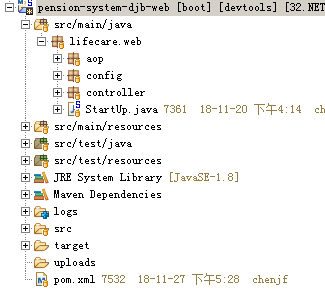 pension-system-djb-web [boot] [devtools] [32.NET
src/main/java
lifecare.web
aop
config
controller
StartUp.java 7361 18-11-20 下午4:14 che
src/main/resources
src/test/java
src/test/resources
JRE System Library [JavaSE-1.8]
Maven Dependencies
logs
src
target
uploads
pom.xml 7532 18-11-27 下午5:28 chenjf